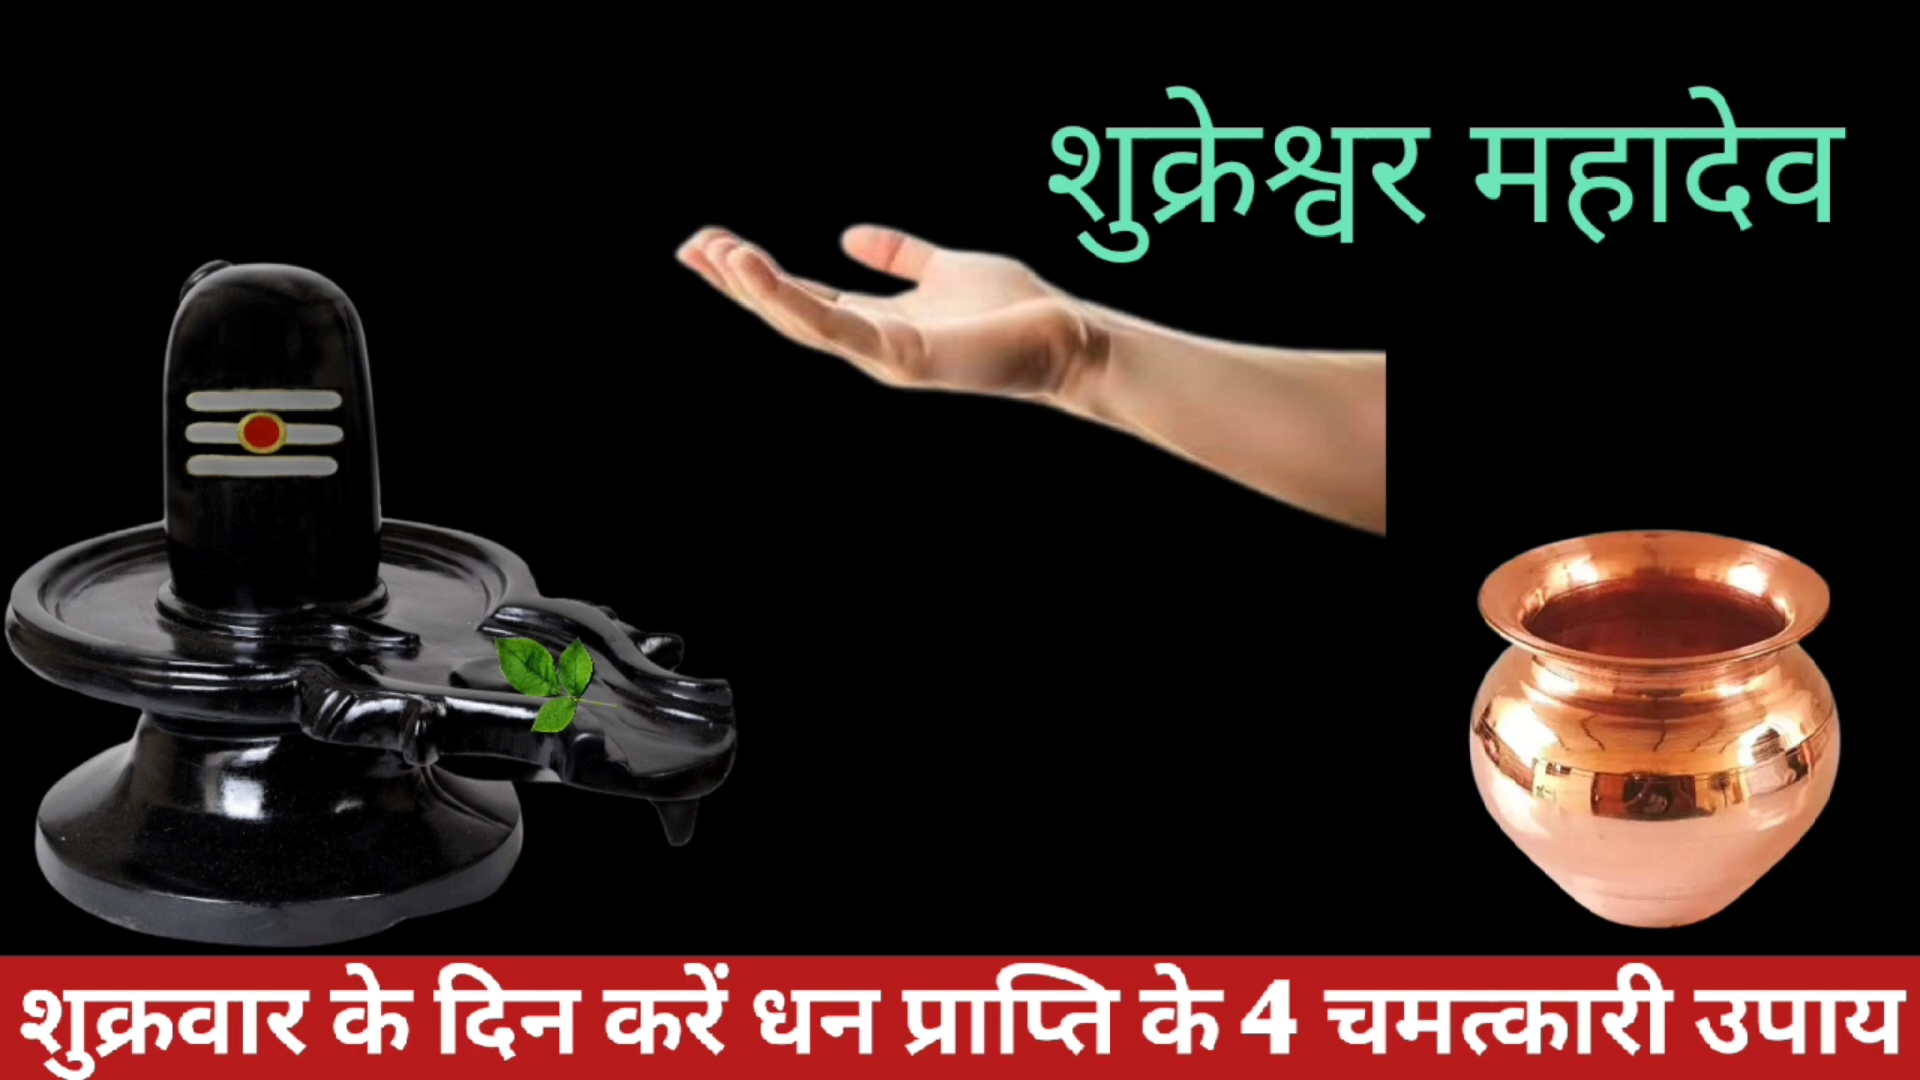 शुक्रेश्वर महादेव
शुक्रवार के दिन करें धन प्राप्ति के 4 चमत्कारी उपाय